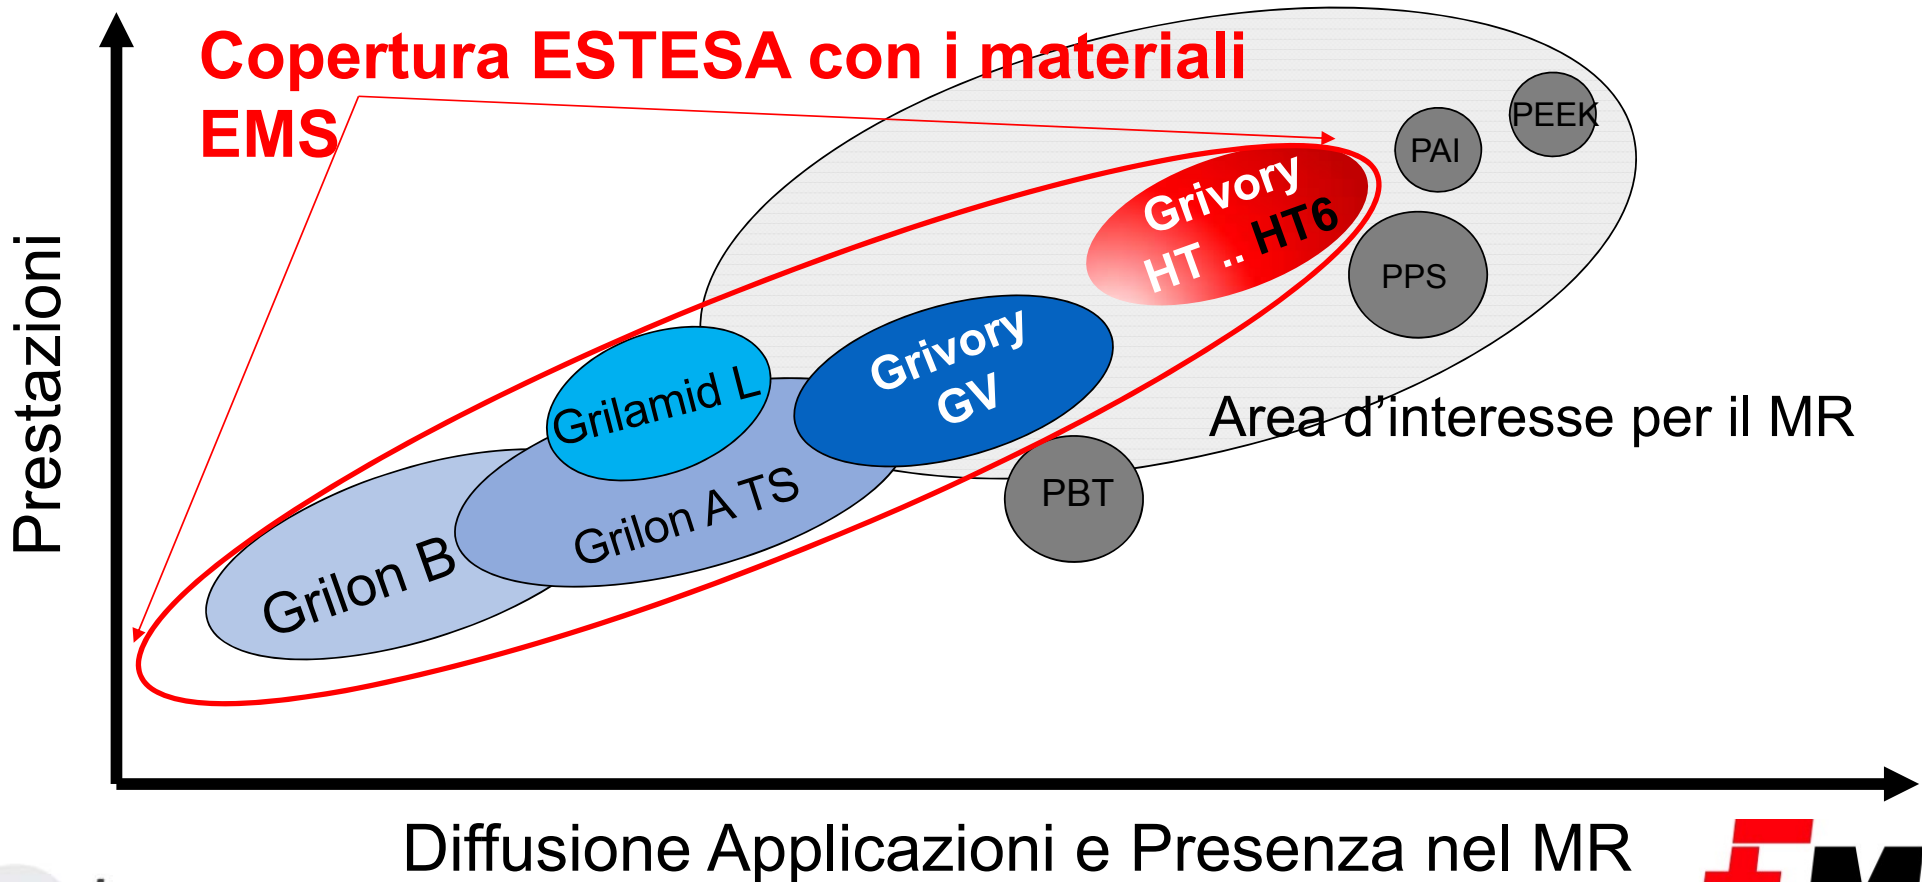 Copertura ESTESA con i materiali
EMS
Prestazioni
PEEK
PAI
Grivory
HT .. HT6
PPS
Grivory
GV
Grilamid L
Area d’interesse per il MR
Grilon A TS
PBT
Grilon B
Diffusione Applicazioni e Presenza nel MR